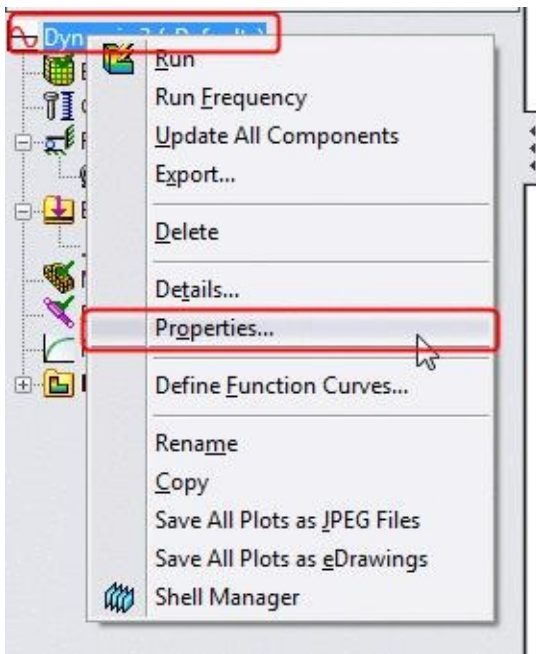 Run
Run Frequency
Update All Components
Export...
Delete
Details...
Properties...
Define Function Curves...
Rename
Copy
Save All Plots as JPEG Files
Save All Plots as eDrawings
Shell Manager